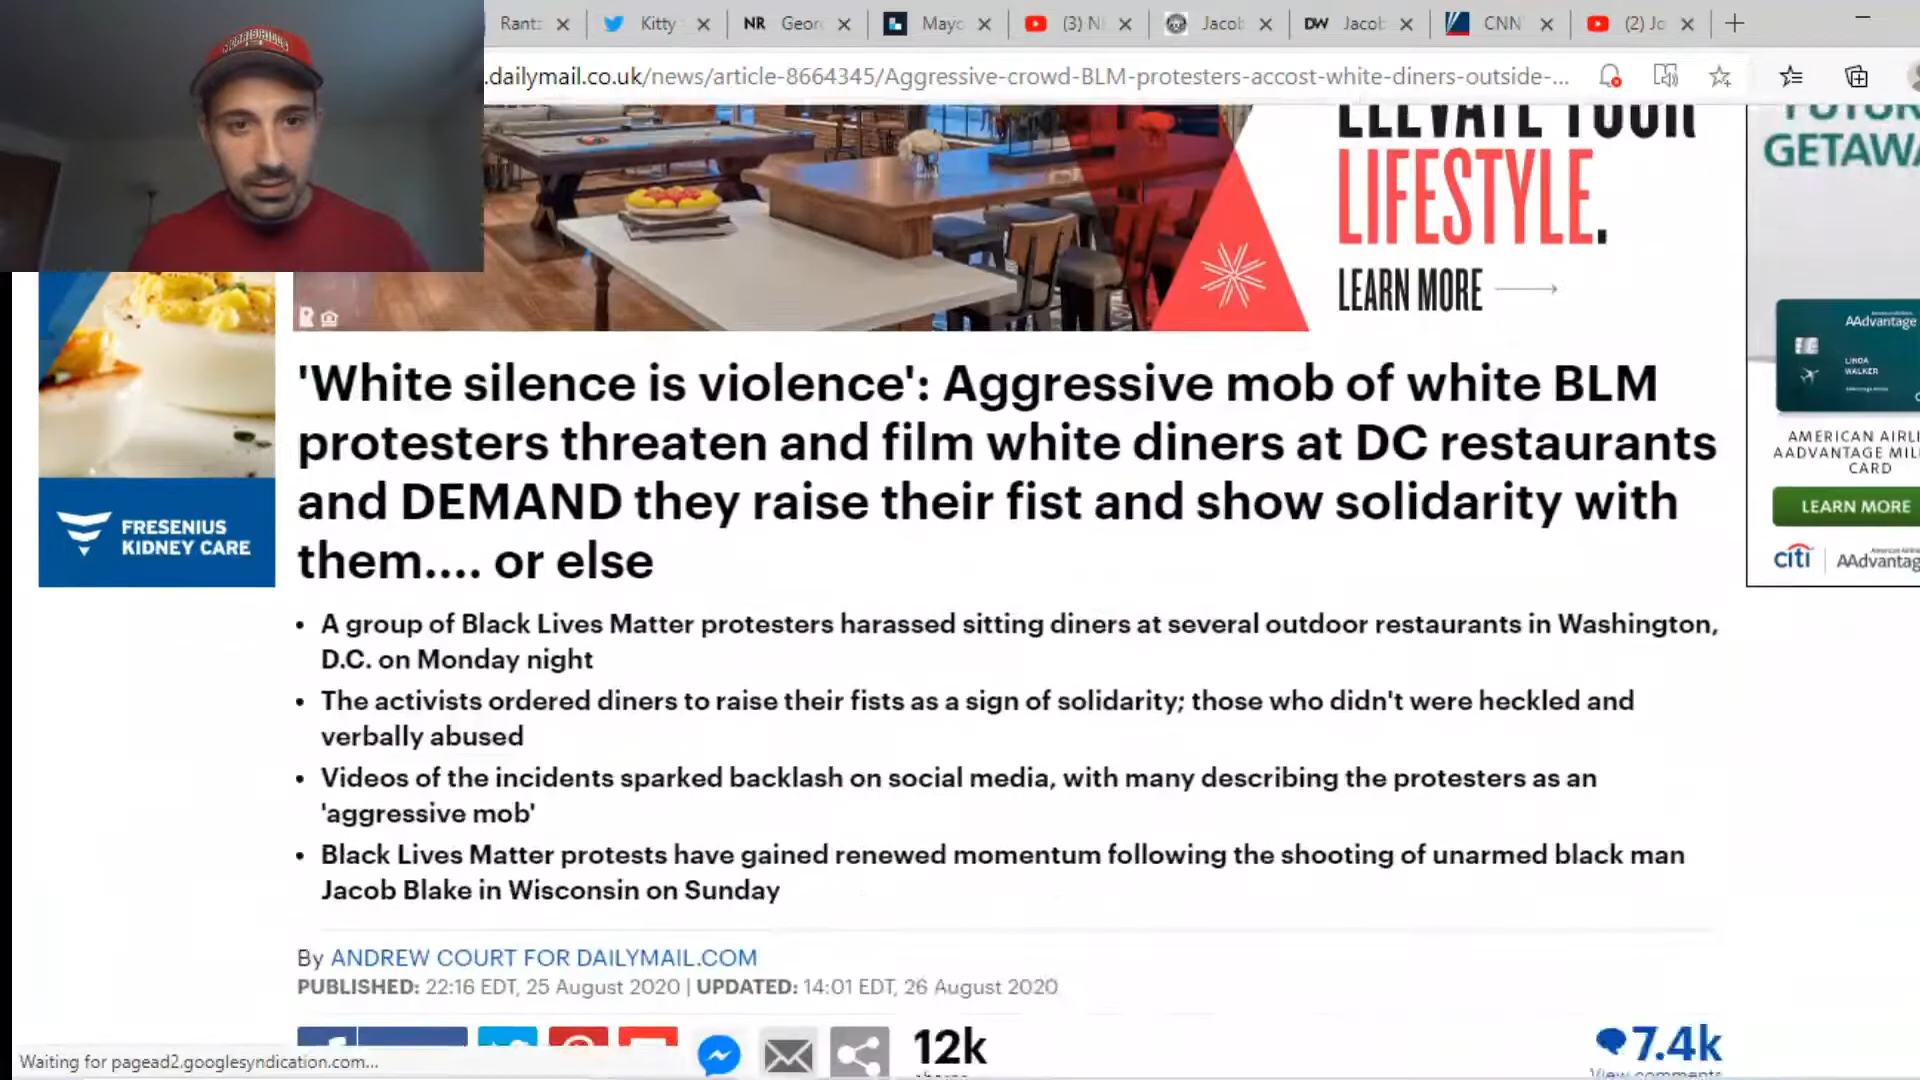 Rant
Kitty
NR Geor
Mayo
(3) N
Jacob
DW Jacob
CNN
(2) Jo
.dailymail.co.uk/news/article-8664345/Aggressive-crowd-BLM-protesters-accost-white-diners-outside-...
ELEVATE YOUR
LIFESTYLE.
LEARN MORE
GETAWA
AAdvantage
LINDA
WALKER
AMERICAN AIRLI
AADVANTAGE MIL
CARD
LEARN MORE
citi AAdvantag
FRESENIUS
KIDNEY CARE
'White silence is violence': Aggressive mob of white BLM
protesters threaten and film white diners at DC restaurants
and DEMAND they raise their fist and show solidarity with
them.... or else
• A group of Black Lives Matter protesters harassed sitting diners at several outdoor restaurants in Washington,
D.C. on Monday night
• The activists ordered diners to raise their fists as a sign of solidarity; those who didn't were heckled and
verbally abused
• Videos of the incidents sparked backlash on social media, with many describing the protesters as an
'aggressive mob'
• Black Lives Matter protests have gained renewed momentum following the shooting of unarmed black man
Jacob Blake in Wisconsin on Sunday
By ANDREW COURT FOR DAILYMAIL.COM
PUBLISHED: 22:16 EDT, 25 August 2020 | UPDATED: 14:01 EDT, 26 August 2020
12k
7.4k
View comments
Waiting for pagead2.googlesyndication.com...